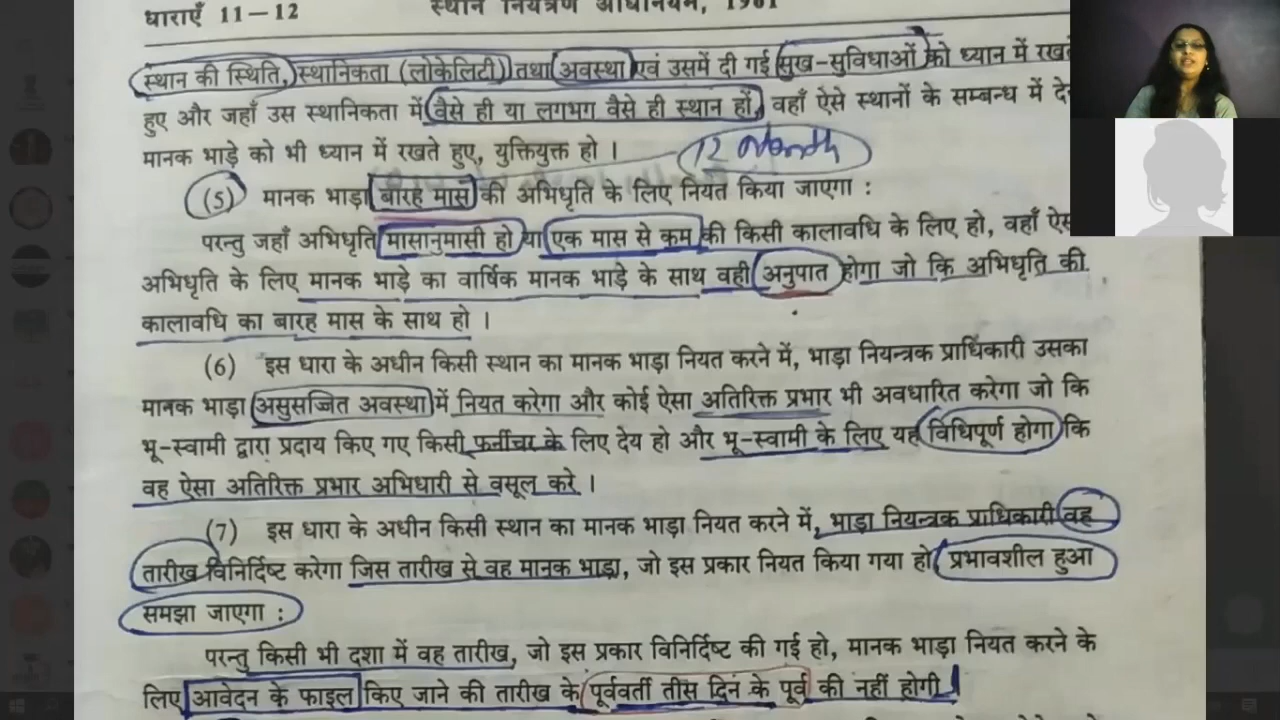 धाराएँ 11-12
स्थान नियंत्रण अधिनियम, 1961
स्थान की स्थिति, स्थानिकता (लोकेलिटी) तथा अवस्था एवं उसमें दी गई सुख-सुविधाओं को ध्यान में रखते
हुए और जहाँ उस स्थानिकता में वैसे ही या लगभग वैसे ही स्थान हों, वहाँ ऐसे स्थानों के सम्बन्ध में
मानक भाड़े को भी ध्यान में रखते हुए, युक्तियुक्त हो ।
12 Month
(5) मानक भाड़ा बारह मास की अभिधृति के लिए नियत किया जाएगा :
परन्तु जहाँ अभिधृति मासानुमासी हो या एक मास से कम की किसी कालावधि के लिए हो, वहाँ
अभिधृति के लिए मानक भाड़े का वार्षिक मानक भाड़े के साथ वही अनुपात होगा जो कि अभिधृति की
कालावधि का बारह मास के साथ हो ।
(6) इस धारा के अधीन किसी स्थान का मानक भाड़ा नियत करने में, भाड़ा नियन्त्रक प्राधिकारी उसका
मानक भाड़ा असुसज्जित अवस्था में नियत करेगा और कोई ऐसा अतिरिक्त प्रभार भी अवधारित करेगा जो कि
भू-स्वामी द्वारा प्रदाय किए गए किसी फर्नीचर के लिए देय हो और भू-स्वामी के लिए यह विधिपूर्ण होगा कि
वह ऐसा अतिरिक्त प्रभार अभिधारी से वसूल करे ।
(7) इस धारा के अधीन किसी स्थान का मानक भाड़ा नियत करने में, भाड़ा नियन्त्रक प्राधिकारी वह
तारीख विनिर्दिष्ट करेगा जिस तारीख से वह मानक भाड़ा, जो इस प्रकार नियत किया गया हो प्रभावशील हुआ
समझा जाएगा :
परन्तु किसी भी दशा में वह तारीख, जो इस प्रकार विनिर्दिष्ट की गई हो, मानक भाड़ा नियत करने के
लिए आवेदन के फाइल किए जाने की तारीख के पूर्ववर्ती तीस दिन के पूर्व की नहीं होगी ।